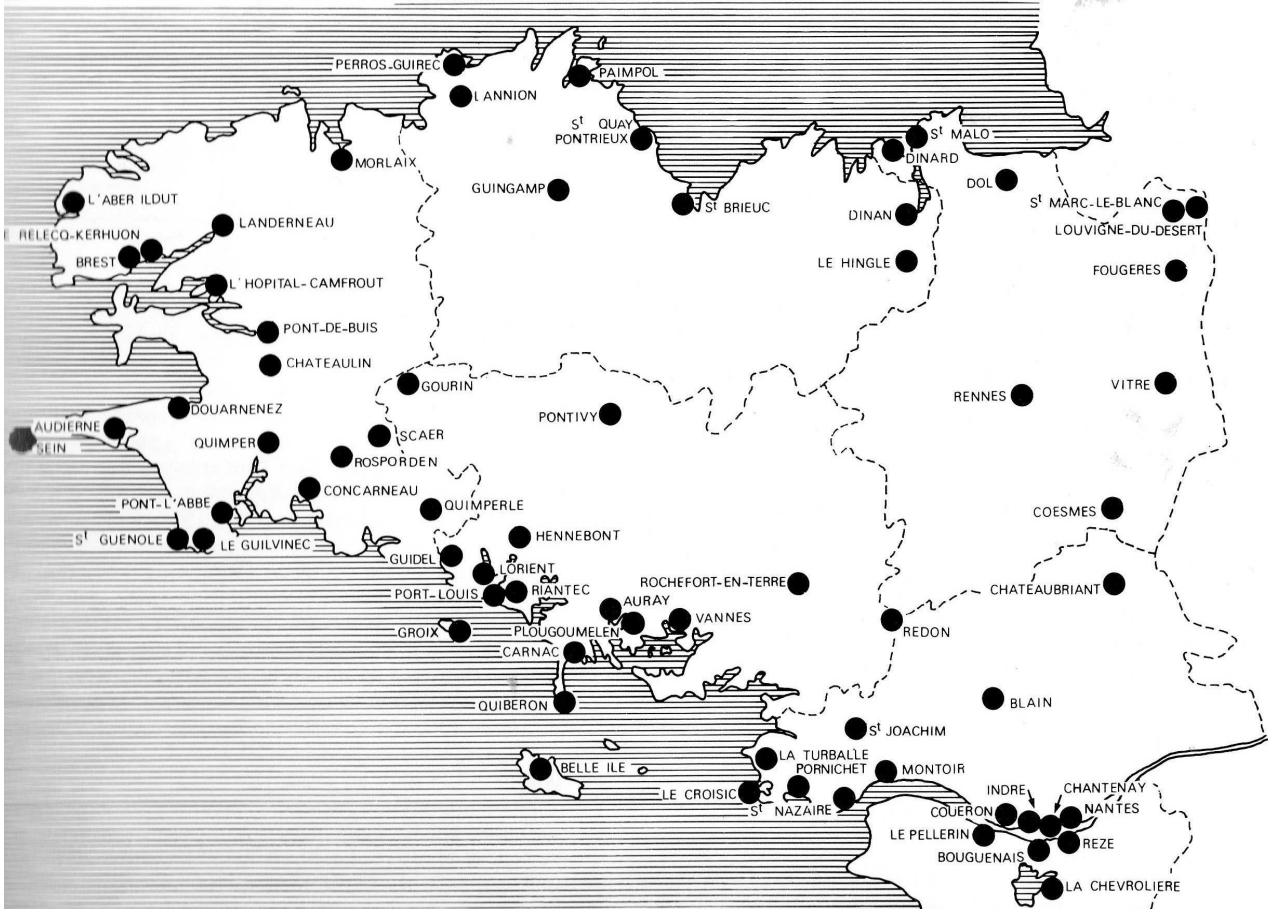 PERROS-GUIREC
PAIMPOL
LANNION
Sᵗ QUAY
PONTRIEUX
Sᵗ MALO
MORLAIX
DINARD
DOL
GUINGAMP
L'ABER ILDUT
Sᵗ BRIEUC
DINAN
Sᵗ MARC-LE-BLANC
LOUVIGNE-DU-DESERT
LANDERNEAU
E RELECQ-KERHUON
BREST
LE HINGLE
FOUGERES
L'HOPITAL-CAMFROUT
PONT-DE-BUIS
CHATEAULIN
GOURIN
VITRE
RENNES
DOUARNENEZ
PONTIVY
AUDIERNE
SEIN
QUIMPER
SCAER
ROSPORDEN
CONCARNEAU
PONT-L'ABBE
QUIMPERLE
COESMES
Sᵗ GUENOLE
LE GUILVINEC
HENNEBONT
GUIDEL
LORIENT
ROCHEFORT-EN-TERRE
CHATEAUBRIANT
PORT-LOUIS
RIANTEC
AURAY
VANNES
GROIX
PLOUGOUMELEN
REDON
CARNAC
QUIBERON
BLAIN
Sᵗ JOACHIM
LA TURBALLE
PORNICHET
MONTOIR
BELLE ILE
LE CROISIC
Sᵗ NAZAIRE
INDRE
CHANTENAY
COUERON
NANTES
LE PELLERIN
REZE
BOUGUENAIS
LA CHEVROLIERE